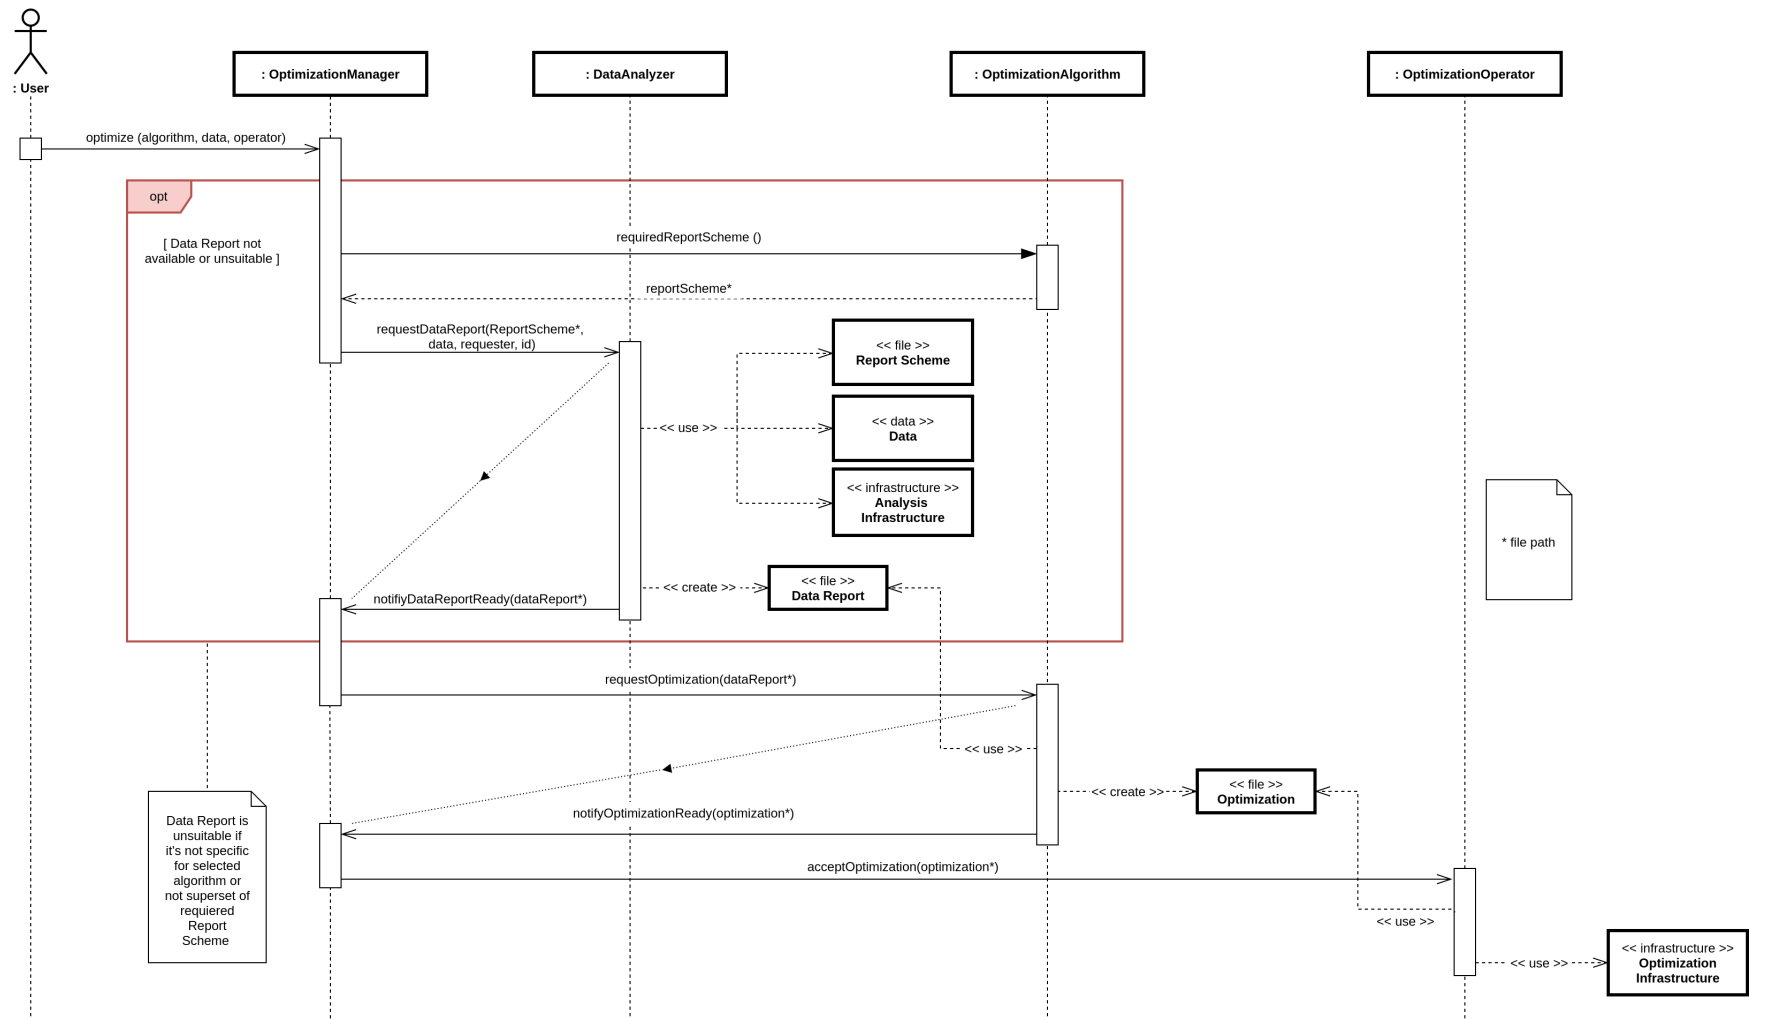 : User
: OptimizationManager
: DataAnalyzer
: OptimizationAlgorithm
: OptimizationOperator
optimize (algorithm, data, operator)
opt
[ Data Report not
available or unsuitable ]
requiredReportScheme ()
reportScheme*
requestDataReport(ReportScheme*,
data, requester, id)
<< file >>
Report Scheme
<< use >>
<< data >>
Data
<< infrastructure >>
Analysis
Infrastructure
* file path
<< create >>
<< file >>
Data Report
notifiyDataReportReady(dataReport*)
requestOptimization(dataReport*)
<< use >>
<< create >>
<< file >>
Optimization
notifyOptimizationReady(optimization*)
Data Report is
unsuitable if
it's not specific
for selected
algorithm or
not superset of
requiered
Report
Scheme
acceptOptimization(optimization*)
<< use >>
<< use >>
<< infrastructure >>
Optimization
Infrastructure